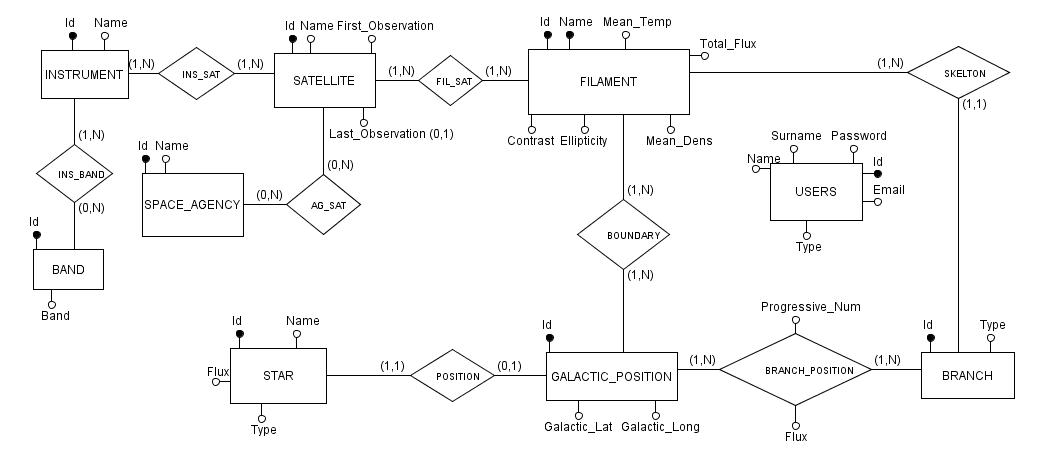 Id Name
INSTRUMENT
(1,N)
INS_SAT
(1,N)
Id Name First_Observation
SATELLITE
Last_Observation (0,1)
(1,N)
FIL_SAT
(1,N)
Id Name Mean_Temp
Total_Flux
FILAMENT
Contrast Ellipticity Mean_Dens
(1,N)
SKELTON
(1,1)
(1,N)
INS_BAND
(0,N)
Id
BAND
Band
Id Name
SPACE_AGENCY
(0,N)
AG_SAT
(0,N)
(1,N)
BOUNDARY
(1,N)
Surname Password
Name
Id
USERS
Email
Type
Id Name
Flux
STAR
Type
(1,1)
POSITION
(0,1)
Id
GALACTIC_POSITION
Galactic_Lat Galactic_Long
(1,N)
Progressive_Num
BRANCH_POSITION
Flux
(1,N)
Id Type
BRANCH